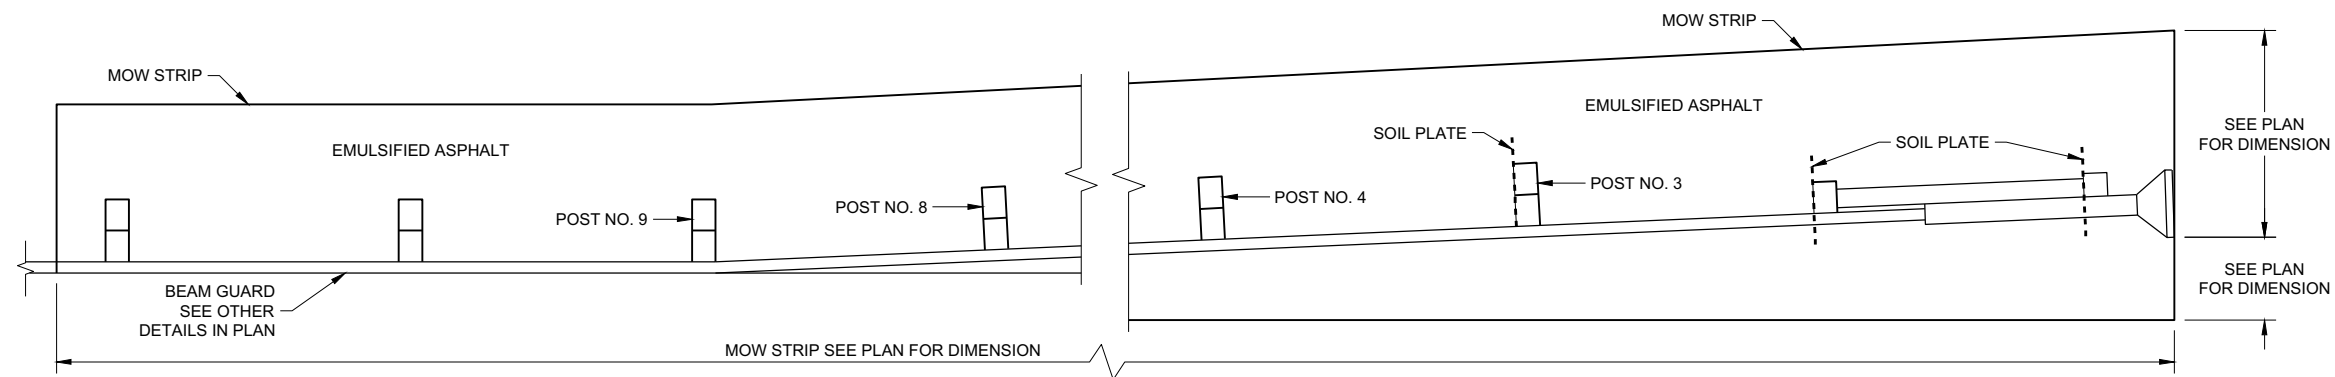 MOW STRIP
MOW STRIP
EMULSIFIED ASPHALT
EMULSIFIED ASPHALT
SOIL PLATE
SOIL PLATE
SEE PLAN
FOR DIMENSION
POST NO. 9
POST NO. 8
POST NO. 4
POST NO. 3
BEAM GUARD
SEE OTHER
DETAILS IN PLAN
SEE PLAN
FOR DIMENSION
MOW STRIP SEE PLAN FOR DIMENSION